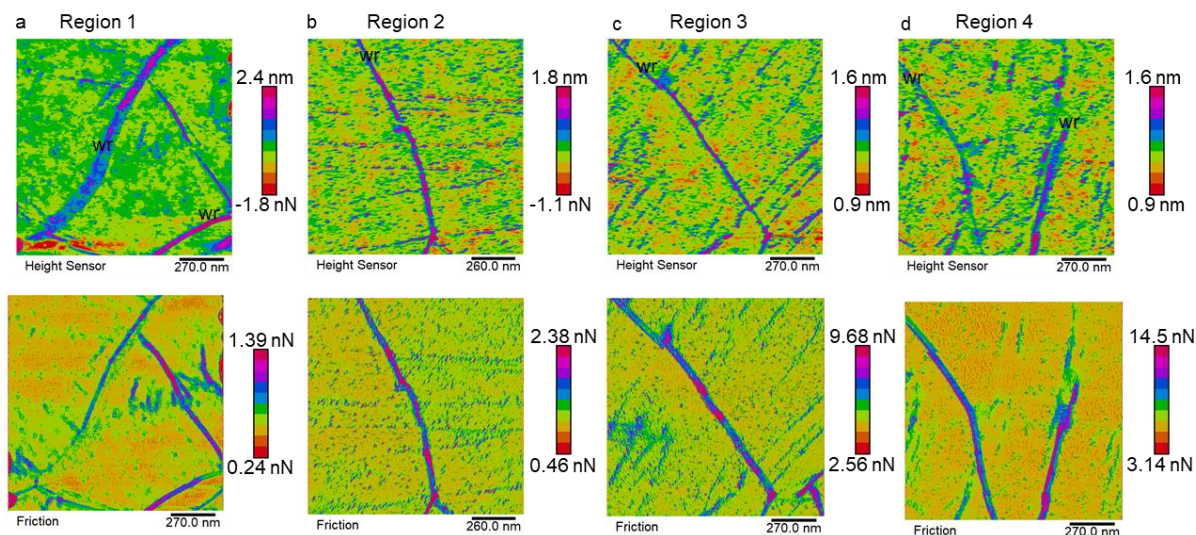 a Region 1
b Region 2
c Region 3
d Region 4
wr
wr
2.4 nm
-1.8 nN
Height Sensor
270.0 nm
wr
1.8 nm
-1.1 nN
Height Sensor
260.0 nm
wr
1.6 nm
0.9 nm
Height Sensor
270.0 nm
wr
wr
1.6 nm
0.9 nm
Height Sensor
270.0 nm
1.39 nN
0.24 nN
Friction
270.0 nm
2.38 nN
0.46 nN
Friction
260.0 nm
9.68 nN
2.56 nN
Friction
270.0 nm
14.5 nN
3.14 nN
Friction
270.0 nm